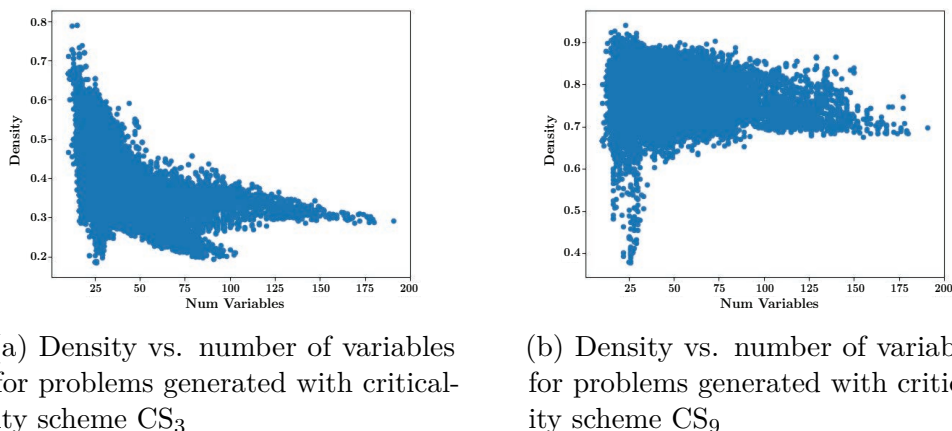 0.8
0.7
0.6
0.5
0.4
0.3
0.2
Density
25 50 75 100 125 150 175 200
Num Variables
0.9
0.8
0.7
0.6
0.5
0.4
Density
25 50 75 100 125 150 175 200
Num Variables
a) Density vs. number of variables
for problems generated with critical-
ity scheme CS3
(b) Density vs. number of variab
for problems generated with critic
ity scheme CS9